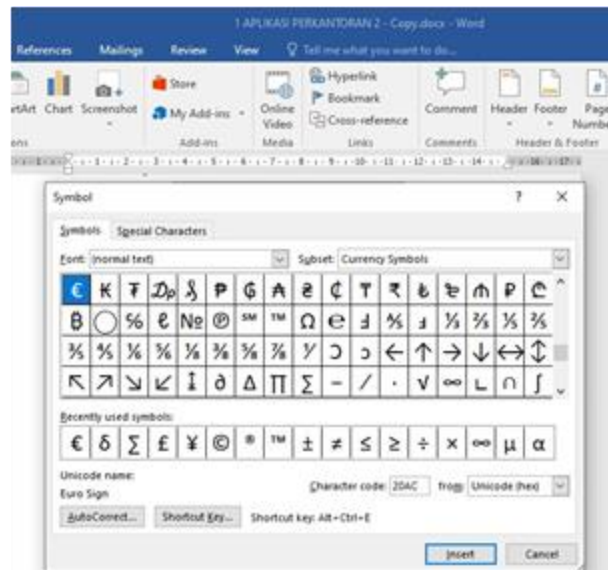 1 APLIKASI PERKANTORAN 2 - Copy.docx - Word
References Mailings Review View Tell me what you want to do...
Store
Hyperlink
Bookmark
rtArt Chart Screenshot My Add-ins Online Video Cross-reference Comment Header Footer Page Number
ons Add-ins Media Links Comments Header & Footer
Symbol ? ×
Symbols Special Characters
Font: (normal text) Subset: Currency Symbols
€ ₭ ₮ ₯ ₰ ₱ ₲ ₳ ₴ ₵ ₸ ₹ ₺ ₻ ₼ ₽ ₾
№ ℗ ℠ ™ Ω ℮ ⅓ ⅔ ⅕ ⅖
⅗ ⅘ ⅙ ⅚ ⅛ ⅜ ⅝ ⅞ ← ↑ → ↓ ↔ ↕
↖ ↗ ↘ ↙ ↨ ∂ ∆ ∏ ∑ − ∕ ∙ √ ∞ ∟ ∩ ∫
Recently used symbols:
€ δ ∑ £ ¥ © ® ™ ± ≠ ≤ ≥ ÷ × ∞ µ α
Unicode name:
Euro Sign
Character code: 20AC from: Unicode (hex)
AutoCorrect... Shortcut Key... Shortcut key: Alt+Ctrl+E
Insert Cancel